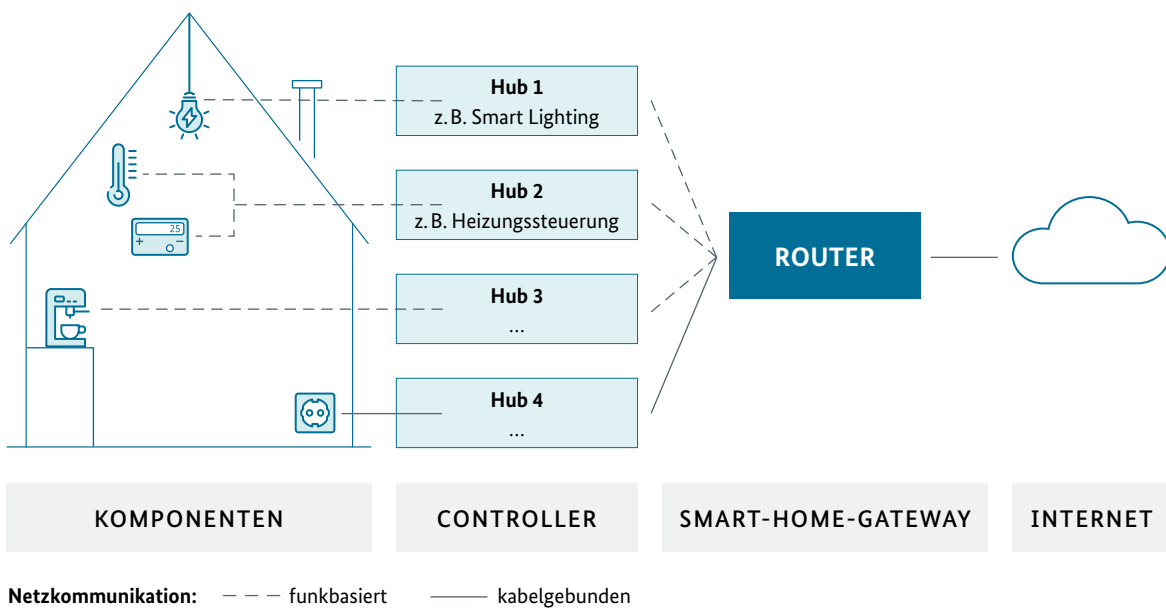 Hub 1
z. B. Smart Lighting
Hub 2
z. B. Heizungssteuerung
25
+ −
Hub 3
...
Hub 4
...
ROUTER
KOMPONENTEN
CONTROLLER
SMART-HOME-GATEWAY
INTERNET
Netzkommunikation: funkbasiert kabelgebunden